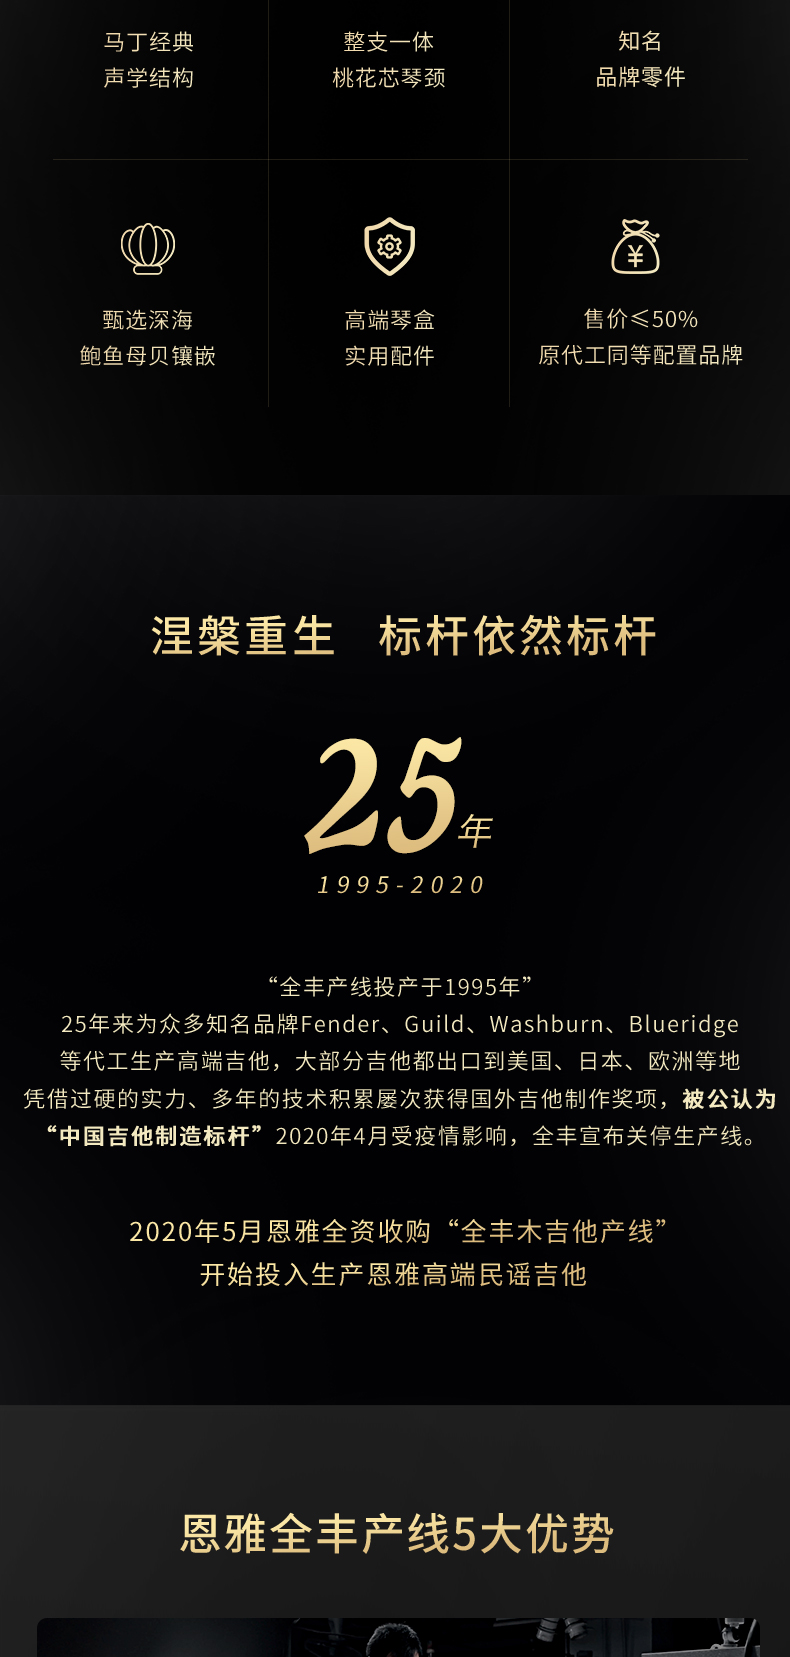 马丁经典
声学结构
整支一体
桃花芯琴颈
知名
品牌零件
甄选深海
鲍鱼母贝镶嵌
高端琴盒
实用配件
¥
售价≤50%
原代工同等配置品牌
涅槃重生 标杆依然标杆
25年
1995-2020
“全丰产线投产于1995年”
25年来为众多知名品牌Fender、Guild、Washburn、Blueridge
等代工生产高端吉他，大部分吉他都出口到美国、日本、欧洲等地
凭借过硬的实力、多年的技术积累屡次获得国外吉他制作奖项，被公认为
“中国吉他制造标杆”2020年4月受疫情影响，全丰宣布关停生产线。
2020年5月恩雅全资收购“全丰木吉他产线”
开始投入生产恩雅高端民谣吉他
恩雅全丰产线5大优势